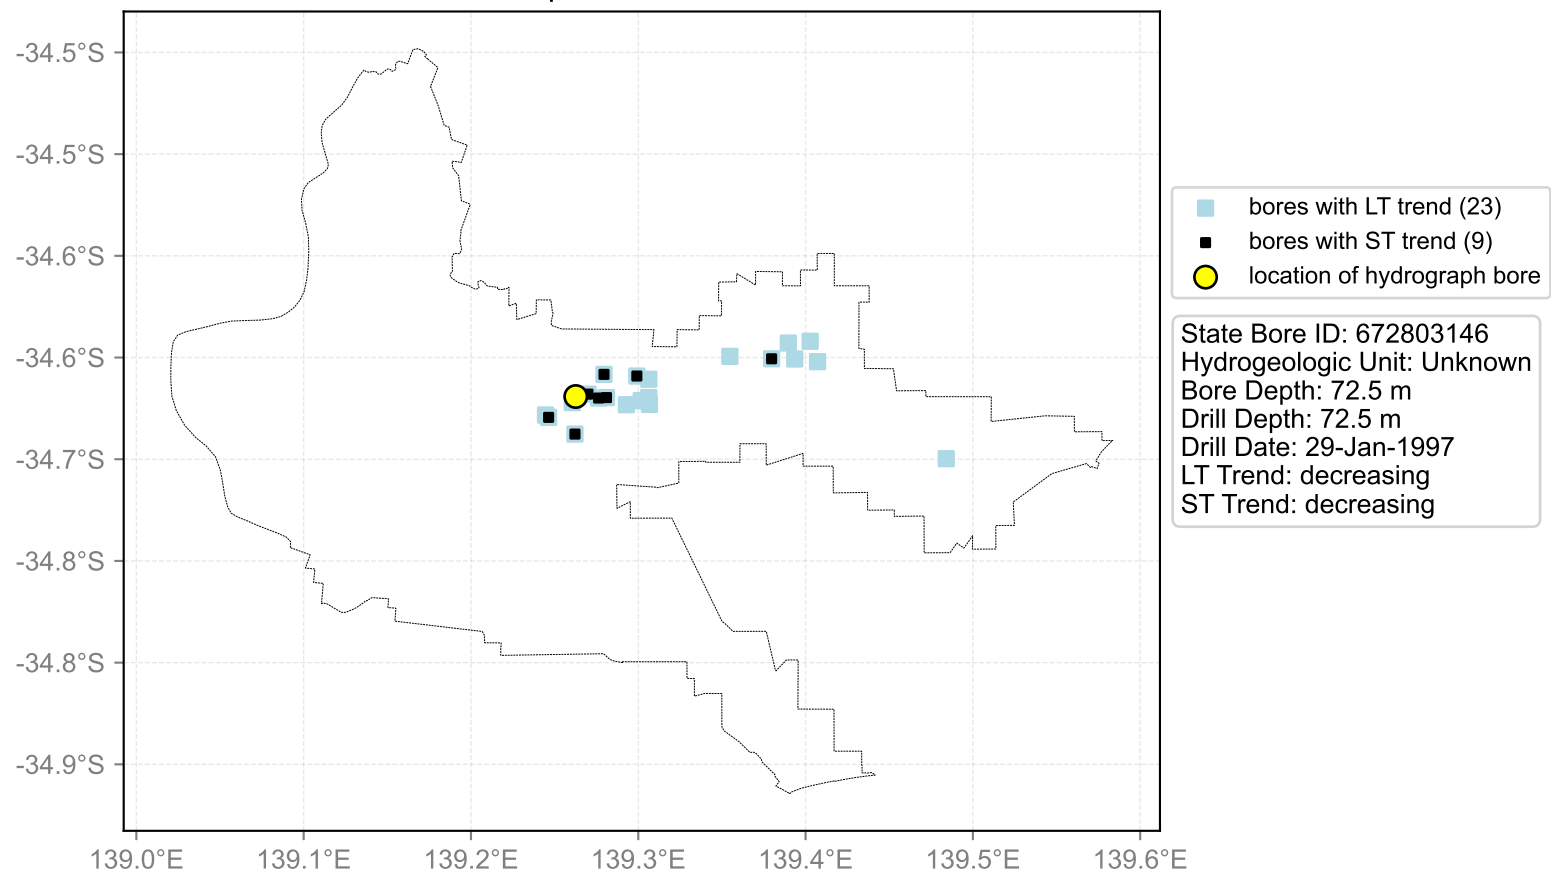 -34.5°S
-34.5°S
-34.6°S
-34.6°S
-34.7°S
-34.8°S
-34.8°S
-34.9°S
139.0°E
139.1°E
139.2°E
139.3°E
139.4°E
139.5°E
139.6°E
bores with LT trend (23)
bores with ST trend (9)
location of hydrograph bore
State Bore ID: 672803146
Hydrogeologic Unit: Unknown
Bore Depth: 72.5 m
Drill Depth: 72.5 m
Drill Date: 29-Jan-1997
LT Trend: decreasing
ST Trend: decreasing